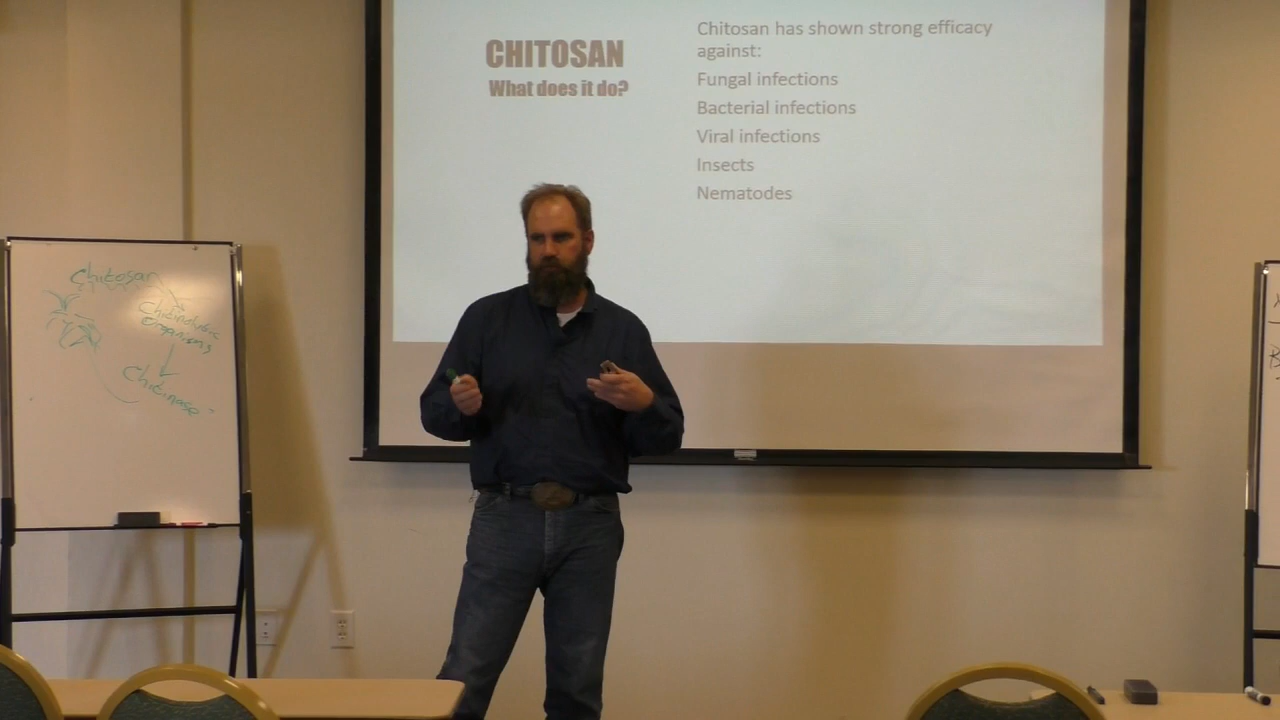 CHITOSAN
What does it do?
Chitosan has shown strong efficacy
against:
Fungal infections
Bacterial infections
Viral infections
Insects
Nematodes
Chitosan
Organisms
Chitinase